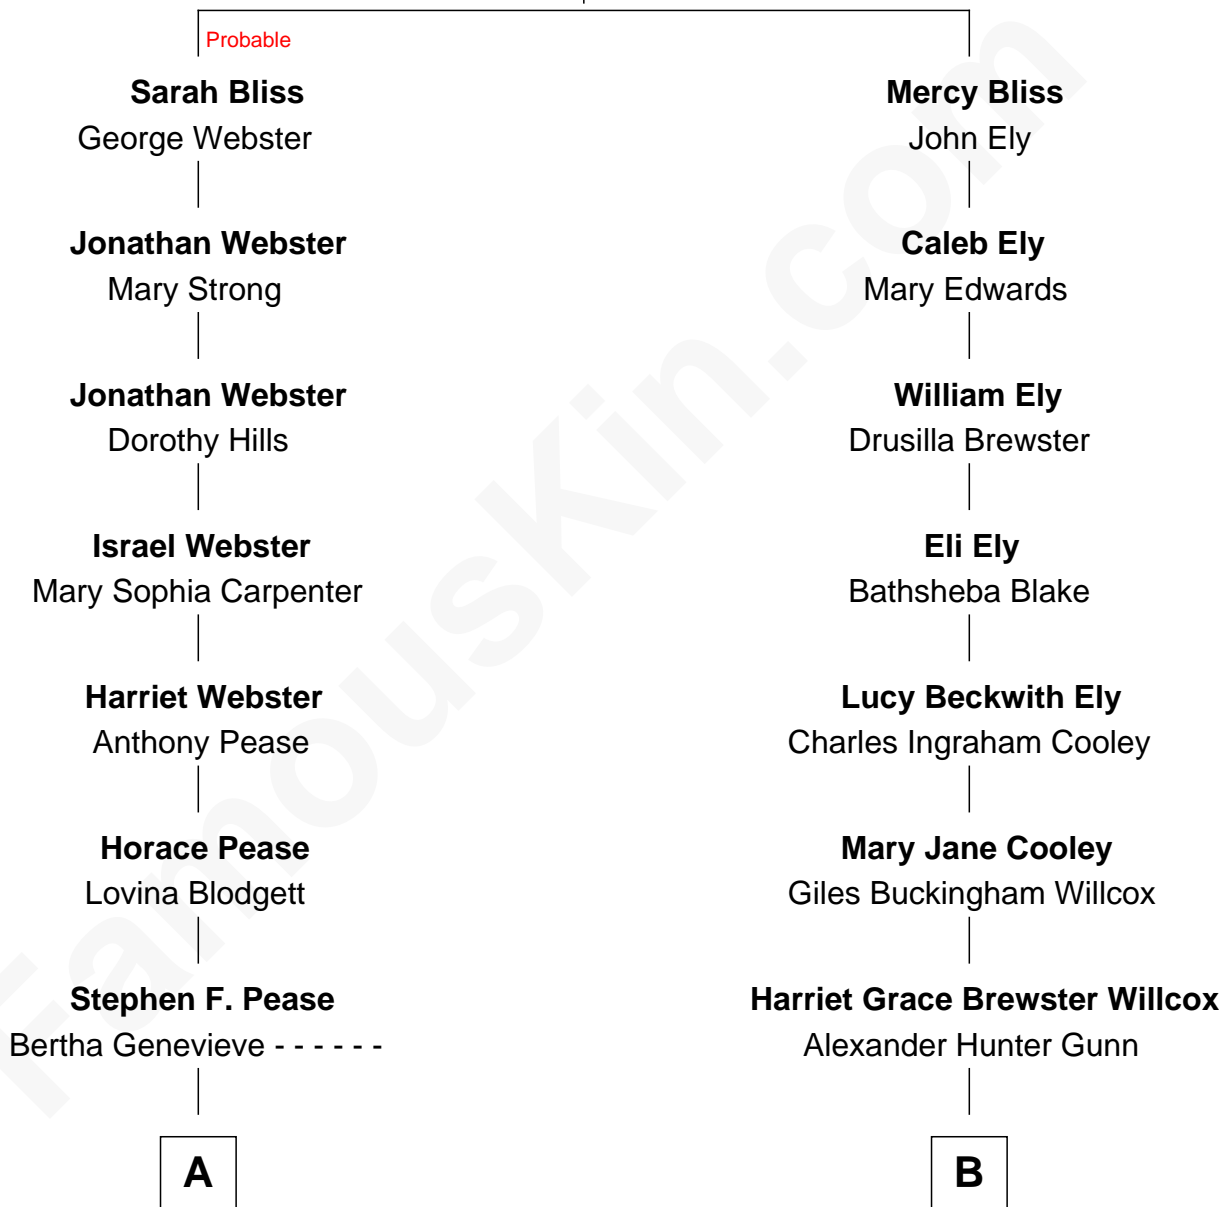 Probable
Sarah Bliss
George Webster
Jonathan Webster
Mary Strong
Jonathan Webster
Dorothy Hills
Israel Webster
Mary Sophia Carpenter
Harriet Webster
Anthony Pease
Horace Pease
Lovina Blodgett
Stephen F. Pease
Bertha Genevieve - - - - - -
A
Mercy Bliss
John Ely
Caleb Ely
Mary Edwards
William Ely
Drusilla Brewster
Eli Ely
Bathsheba Blake
Lucy Beckwith Ely
Charles Ingraham Cooley
Mary Jane Cooley
Giles Buckingham Willcox
Harriet Grace Brewster Willcox
Alexander Hunter Gunn
B
FamousKin.com